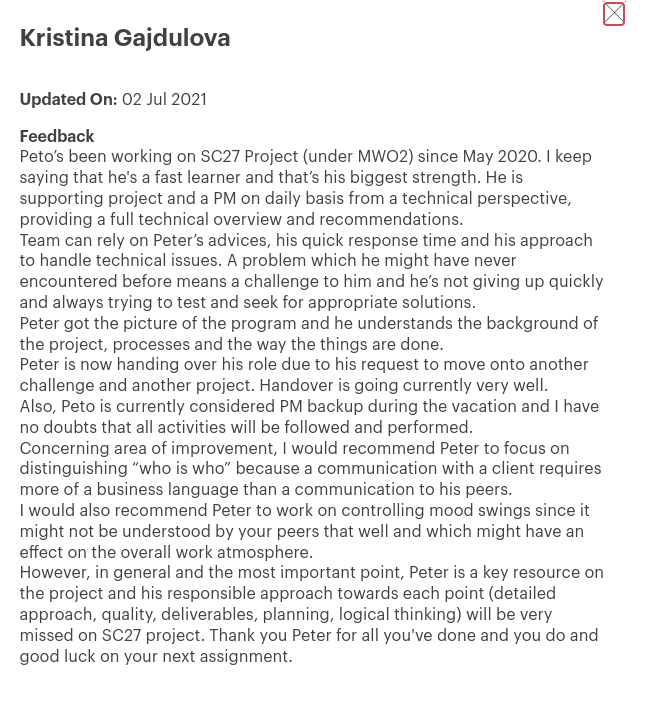 Kristina Gajdulova
Updated On: 02 Jul 2021
Feedback
Peto’s been working on SC27 Project (under MWO2) since May 2020. I keep
saying that he's a fast learner and that’s his biggest strength. He is
supporting project and a PM on daily basis from a technical perspective,
providing a full technical overview and recommendations.
Team can rely on Peter’s advices, his quick response time and his approach
to handle technical issues. A problem which he might have never
encountered before means a challenge to him and he’s not giving up quickly
and always trying to test and seek for appropriate solutions.
Peter got the picture of the program and he understands the background of
the project, processes and the way the things are done.
Peter is now handing over his role due to his request to move onto another
challenge and another project. Handover is going currently very well.
Also, Peto is currently considered PM backup during the vacation and I have
no doubts that all activities will be followed and performed.
Concerning area of improvement, I would recommend Peter to focus on
distinguishing “who is who” because a communication with a client requires
more of a business language than a communication to his peers.
I would also recommend Peter to work on controlling mood swings since it
might not be understood by your peers that well and which might have an
effect on the overall work atmosphere.
However, in general and the most important point, Peter is a key resource on
the project and his responsible approach towards each point (detailed
approach, quality, deliverables, planning, logical thinking) will be very
missed on SC27 project. Thank you Peter for all you've done and you do and
good luck on your next assignment.